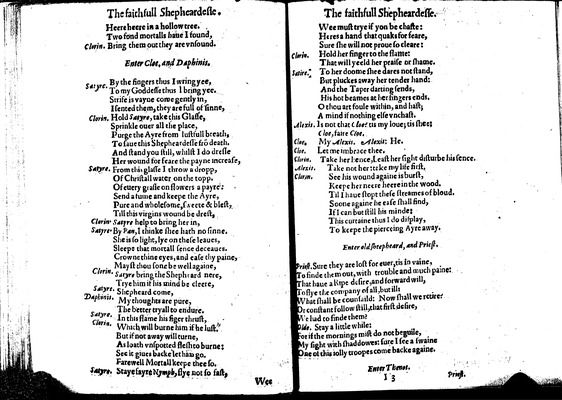 The faithfull Shepheardesse.
Heere heere in a hollow tree.
Two fond mortalls haue I found,
Clorin. Bring them out they are vnsound.
Enter Cloe, and Daphinis.
Satyre. By the fingers thus I wring yee,
To my Goddesse thus I bring yee.
Strife is vayne come gently in,
I sented them, they are full of sinne,
Clorin. Hold Satyre, take this Glasse,
Sprinkle ouer all the place,
Purge the Ayre from lustfull breath,
To saue this Shepheardesse frō death.
And stand you still, whilst I do dresse
Her wound for feare the payne increase,
Satyre. From this glasse I throw a dropp,
Of Christall water on the topp,
Of euery grasse on flowers a payre:
Send a fume and keepe the Ayre,
Pure and wholesome, sweete & blest,
Till this virgins wound be drest,
Clorin Satyre helpe to bring her in,
Satyre. By Pan, I thinke shee hath no sinne.
She is so light, lye on these leaues,
Sleepe that mortall sence deceaues.
Crowne thine eyes, and ease thy paine,
Mayst thou soone be well againe,
Clorin. Satyre bring the Shepheard nere,
Trye him if his mind be cleere,
Satyre. Shepheard come,
Daphinis. My thoughts are pure,
Satyre. The better tryall to endure.
In this flame his figer thrust,
Clorin. Which will burne him if he lust.
But if not away will turne,
As loath vnspotted flesh to burne:
See it giues backe let him go.
Farewell Mortall keepe thee so.
Satyre. Staye fayre Nymph, flye not so fast,
Wee
The faithfull Shepheardesse.
Wee must trye if yon be chaste:
Heres a hand that quaks for feare,
Sure she will not proue so cleare:
Clorin. Hold her finger to the flame:
That will yeeld her praise or shame.
Satire. To her doome shee dares not stand,
But pluckes away her tender hand:
And the Taper darting sends,
His hot beames at her fingers ends.
O thou art foule within, and hast;
A mind if nothing else vnchast.
Alexis. Is not that Cloe? tis my loue, tis shee:
Cloe, faire Cloe.
Cloe, My Alexis. Alexis: He.
Cloe. Let me imbrace thee.
Clorin. Take her hence, Least her sight disturbe his sence.
Alexis. Take not her, take my life first,
Clorin. See his wound againe is burst,
Keepe her neere heere in the wood.
Til I haue stopt these streames of bloud.
Soone againe he ease shall find,
If I can but still his minde:
This curtaine thus I do display,
To keepe the pierceing Ayre away.
Enter old shepheard, and Priest.
Priest. Sure they are lost for euer, tis in vaine,
To finde them out, with trouble and much paine:
That haue a Ripe desire, and forward will,
To flye the company of all, but ill:
What shall be counsaild: Now shall we retire?
Or constant follow still, that first desire,
We had to finde them?
Olde. Stay a little while:
For if the mornings mist do not beguile,
My sight with shaddowes: sure I see a swaine
One of this iolly troopes come backe againe.
Enter Thenot.
I 3
Priest.